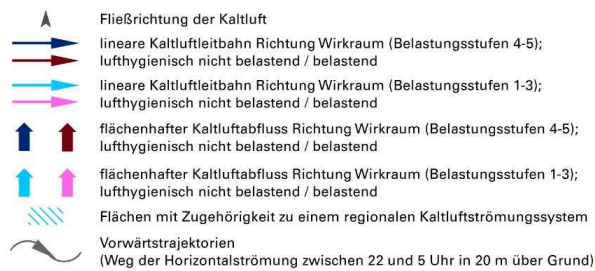 Fließrichtung der Kaltluft
lineare Kaltluftleitbahn Richtung Wirkraum (Belastungsstufen 4-5);
lufthygienisch nicht belastend / belastend
lineare Kaltluftleitbahn Richtung Wirkraum (Belastungsstufen 1-3);
lufthygienisch nicht belastend / belastend
flächenhafter Kaltluftabfluss Richtung Wirkraum (Belastungsstufen 4-5);
lufthygienisch nicht belastend / belastend
flächenhafter Kaltluftabfluss Richtung Wirkraum (Belastungsstufen 1-3);
lufthygienisch nicht belastend / belastend
Flächen mit Zugehörigkeit zu einem regionalen Kaltluftströmungssystem
Vorwärtstrajektorien
(Weg der Horizontalströmung zwischen 22 und 5 Uhr in 20 m über Grund)